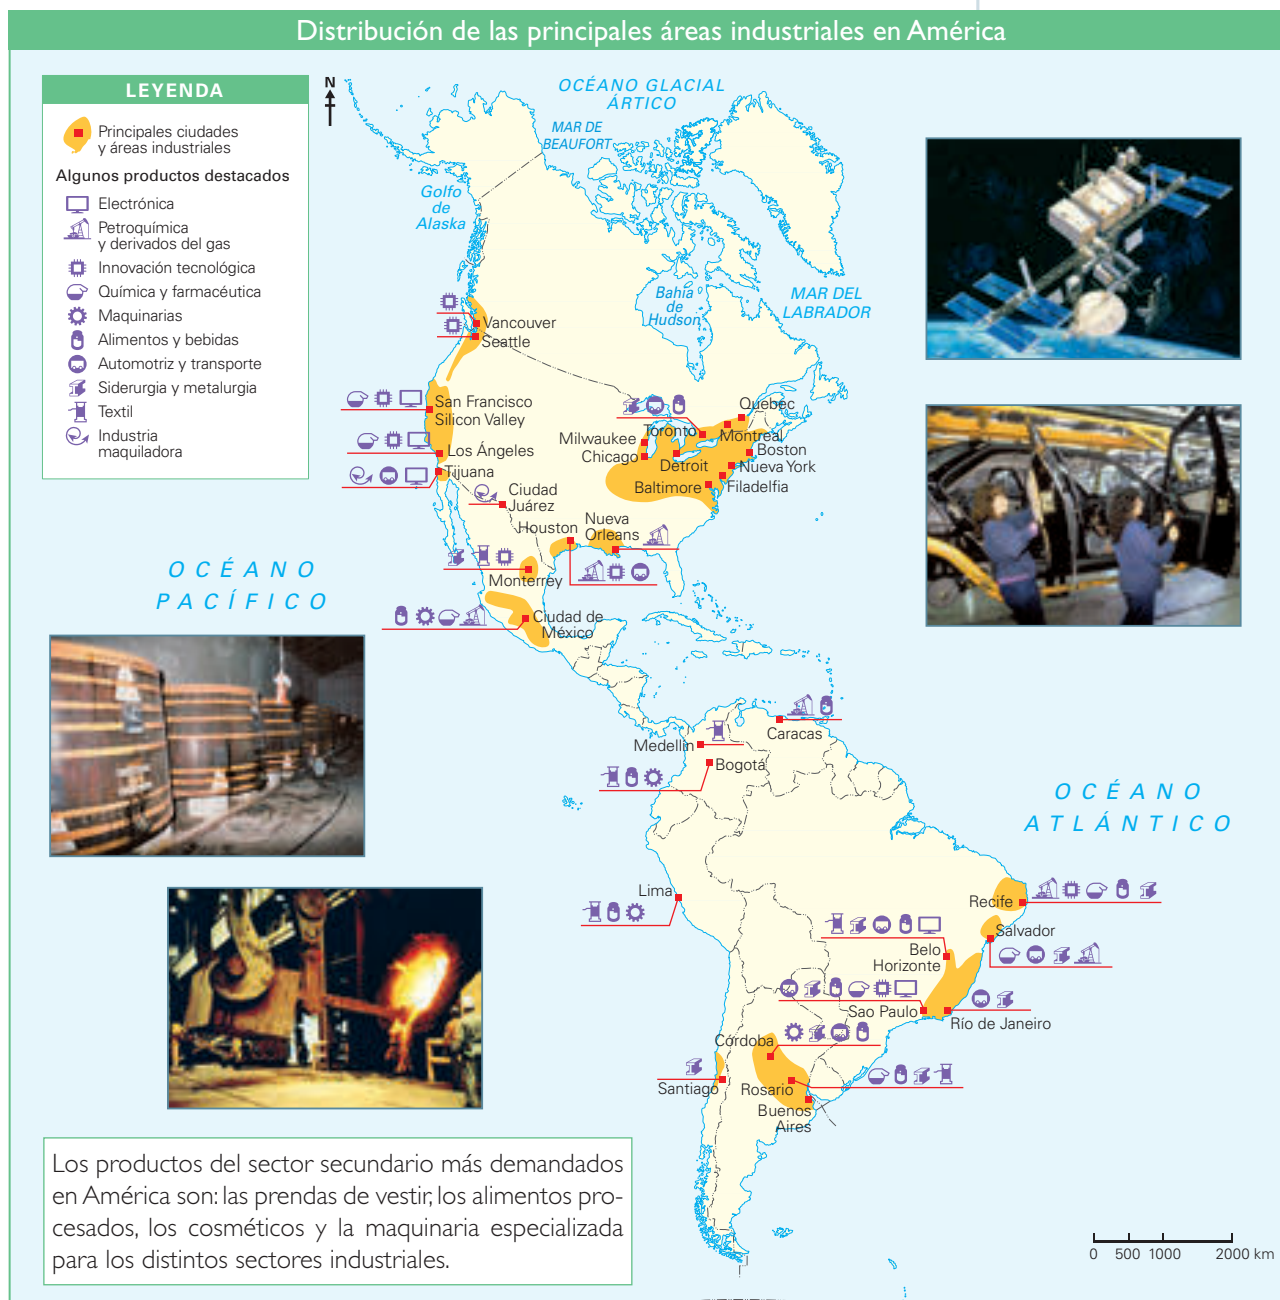 Distribución de las principales áreas industriales en América
LEYENDA
Principales ciudades
y áreas industriales
Algunos productos destacados
Electrónica
Petroquímica
y derivados del gas
Innovación tecnológica
Química y farmacéutica
Maquinarias
Alimentos y bebidas
Automotriz y transporte
Siderurgia y metalurgia
Textil
Industria
maquiladora
N
OCÉANO GLACIAL
ÁRTICO
MAR DE
BEAUFORT
Golfo
de
Alaska
Bahía
de
Hudson
MAR DEL
LABRADOR
Vancouver
Seattle
San Francisco
Silicon Valley
Los Ángeles
Tijuana
Ciudad
Juárez
Quebec
Toronto
Montreal
Milwaukee
Chicago
Detroit
Boston
Nueva York
Baltimore
Filadelfia
Houston
Nueva
Orleans
Monterrey
Ciudad de
México
OCÉANO
PACÍFICO
Caracas
Medellín
Bogotá
OCÉANO
ATLÁNTICO
Lima
Recife
Salvador
Belo
Horizonte
Sao Paulo
Río de Janeiro
Córdoba
Santiago
Rosario
Buenos
Aires
Los productos del sector secundario más demandados
en América son: las prendas de vestir, los alimentos pro-
cesados, los cosméticos y la maquinaria especializada
para los distintos sectores industriales.
0 500 1000 2000 km